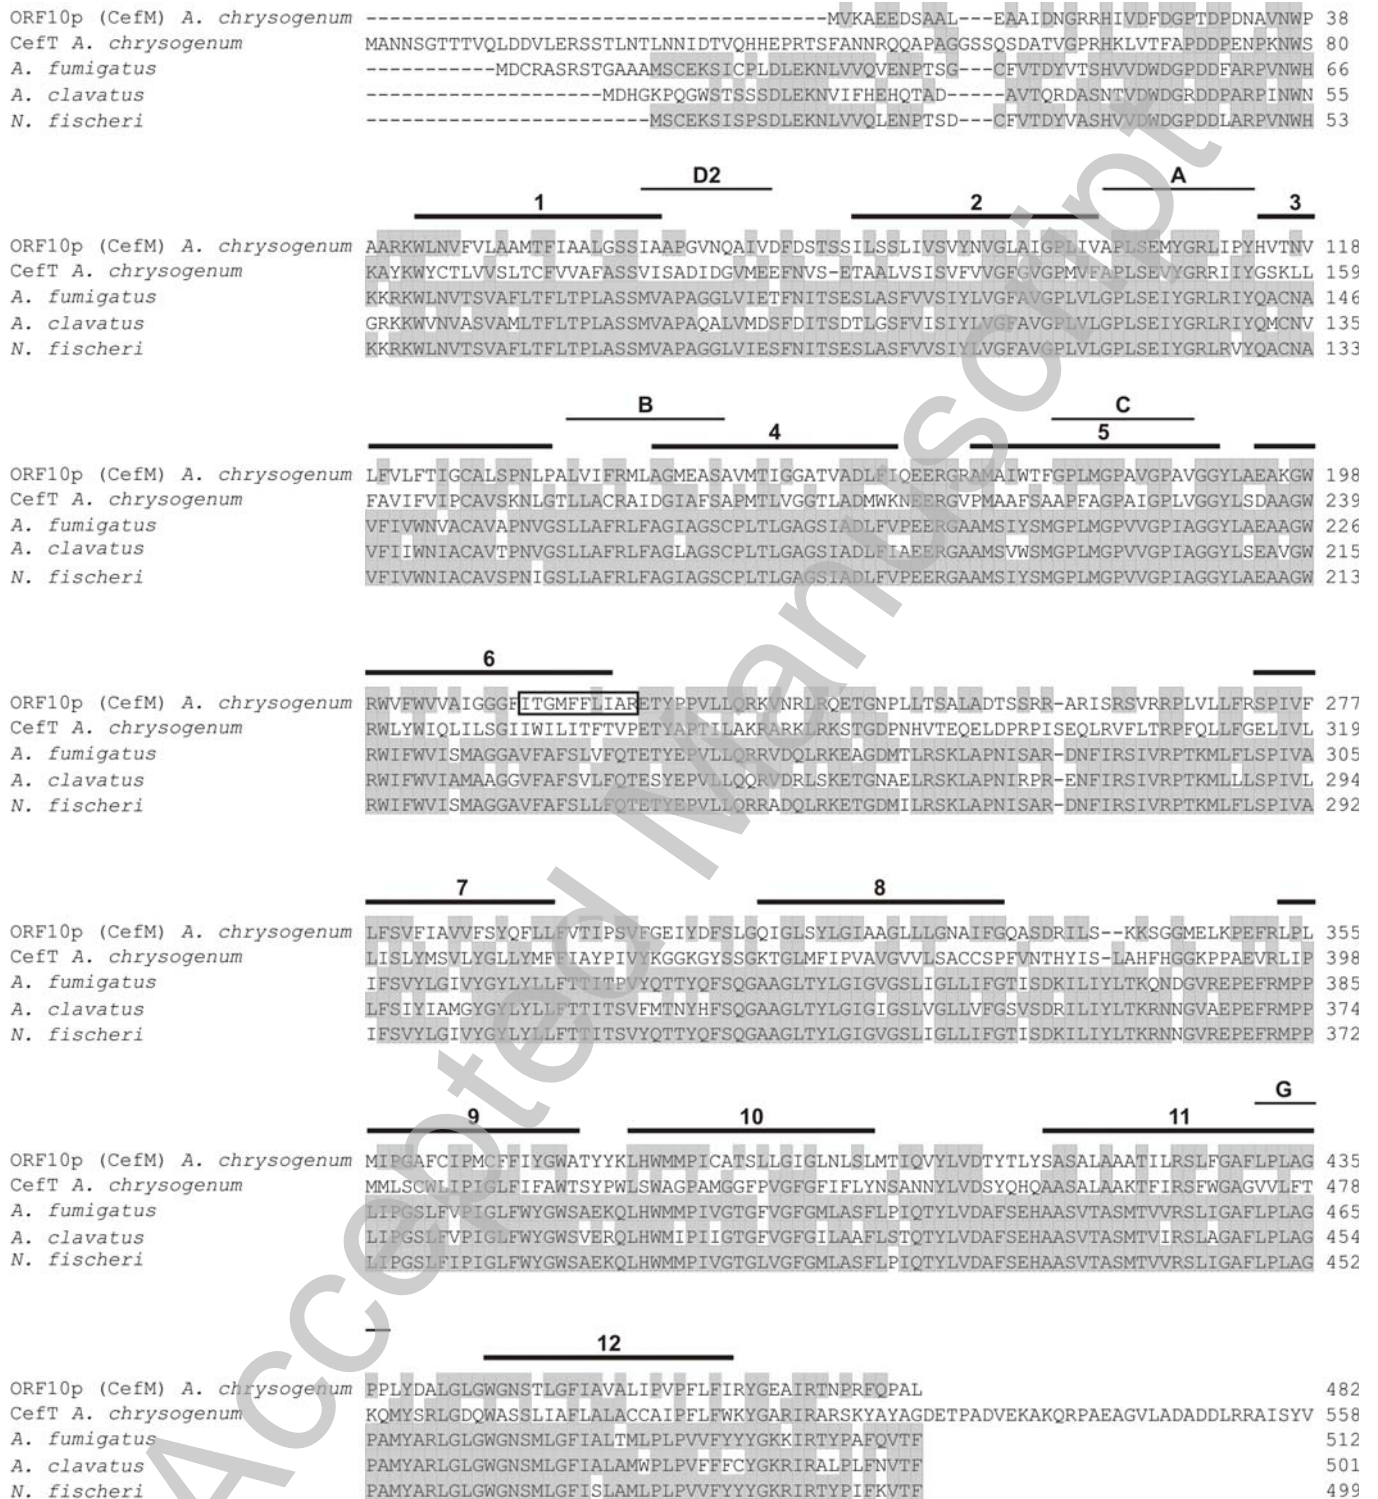 ORF10p (CefM) A. chrysogenum ---------------------------------------MVKAEEDSAAL---EAAIDNGRRHIVDFDGPTDPDNAVNWP 38
CefT A. chrysogenum MANNSGTTTVQLDDVLERSSTLNTLNNIDTVQHHEPRTSFANNRQQAPAGGSSQSDATVGPRHKLVTFAPDDPENPKNWS 80
A. fumigatus -----------MDCRASRSTGAAAMSCEKSICPLDLEKNLVVQVENPTSG---CFVTDYVTSHVVDWDGPDDFARPVNWH 66
A. clavatus --------------------MDHGKPQGWSTSSSDLEKNVIFHEHQTAD-----AVTQRDASNTVDWDGRDDPARPINWN 55
N. fischeri ------------------------MSCEKSISPSDLEKNLVVQLENPTSD---CFVTDYVASHVVDWDGPDDLARPVNWH 53
D2 A
1 2 3
ORF10p (CefM) A. chrysogenum AARKWLNVFVLAAMTFIAALGSSIAAPGVNQAIVDFDSTSSILSSLIVSVYNVGLAIGPLIVAPLSEMYGRLIPYHVTNV 118
CefT A. chrysogenum KAYKWYCTLVVSLTCFVVAFASSVISADIDGVMEEFNVS-ETAALVSISVFVVGFGVGPMVFAPLSEVYGRRIIYGSKLL 159
A. fumigatus KKRKWLNVTSVAFLTFLTPLASSMVAPAGGLVIETFNITSESLASFVVSIYLVGFAVGPLVLGPLSEIYGRLRIYQACNA 146
A. clavatus GRKKWVNVASVAMLTFLTPLASSMVAPAQALVMDSFDITSDTLGSFVISIYLVGFAVGPLVLGPLSEIYGRLRIYQMCNV 135
N. fischeri KKRKWLNVTSVAFLTFLTPLASSMVAPAGGLVIESFNITSESLASFVVSIYLVGFAVGPLVLGPLSEIYGRLRVYQACNA 133
B C
4 5
ORF10p (CefM) A. chrysogenum LFVLFTIGCALSPNLPALVIFRMLAGMEASAVMTIGGATVADLFIQEERGRAMAIWTFGPLMGPAVGPAVGGYLAEAKGW 198
CefT A. chrysogenum FAVIFVIPCAVSKNLGTLLACRAIDGIAFSAPMTLVGGTLADMWKNEERGVPMAAFSAAPFAGPAIGPLVGGYLSDAAGW 239
A. fumigatus VFIVWNVACAVAPNVGSLLAFRLFAGIAGSCPLTLGAGSIADLFVPEERGAAMSIYSMGPLMGPVVGPIAGGYLAEAAGW 226
A. clavatus VFIIWNIACAVTPNVGSLLAFRLFAGLAGSCPLTLGAGSIADLFIAEERGAAMSVWSMGPLMGPVVGPIAGGYLSEAVGW 215
N. fischeri VFIVWNIACAVSPNIGSLLAFRLFAGIAGSCPLTLGAGSIADLFVPEERGAAMSIYSMGPLMGPVVGPIAGGYLAEAAGW 213
6
ORF10p (CefM) A. chrysogenum RWVFWVVAIGGGFITGMFFLIARETYPPVLLQRKVNRLRQETGNPLLTSALADTSSRR-ARISRSVRRPLVLLFRSPIVF 277
CefT A. chrysogenum RWLYWIQLILSGIIWILITFTVPETYAPTILAKRARKLRKSTGDPNHVTEQELDPRPISEQLRVFLTRPFQLLFGELIVL 319
A. fumigatus RWIFWVISMAGGAVFAFSLVFQTETYEPVLLQRRVDQLRKEAGDMTLRSKLAPNISAR-DNFIRSIVRPTKMLFLSPIVA 305
A. clavatus RWIFWVIAMAAGGVFAFSVLFQTESYEPVLLQQRVDRLSKETGNAELRSKLAPNIRPR-ENFIRSIVRPTKMLLLSPIVL 294
N. fischeri RWIFWVISMAGGAVFAFSLLFQTETYEPVLLQRRADQLRKETGDMILRSKLAPNISAR-DNFIRSIVRPTKMLFLSPIVA 292
7 8
ORF10p (CefM) A. chrysogenum LFSVFIAVVFSYQFLLFVTIPSVFGEIYDFSLGQIGLSYLGIAAGLLLGNAIFGQASDRILS--KKSGGMELKPEFRLPL 355
CefT A. chrysogenum LISLYMSVLYGLLYMFFIAYPIVYKGGKGYSSGKTGLMFIPVAVGVVLSACCSPFVNTHYIS-LAHFHGGKPPAEVRLIP 398
A. fumigatus IFSVYLGIVYGYLYLLFTTITPVYQTTYQFSQGAAGLTYLGIGVGSLIGLLIFGTISDKILIYLTKQNDGVREPEFRMPP 385
A. clavatus LFSIYIAMGYGYLYLLFTTITSVFMTNYHFSQGAAGLTYLGIGIGSLVGLLVFGSVSDRILIYLTKRNNGVAEPEFRMPP 374
N. fischeri IFSVYLGIVYGYLYLLFTTITSVYQTTYQFSQGAAGLTYLGIGVGSLIGLLIFGTISDKILIYLTKRNNGVREPEFRMPP 372
G
9 10 11
ORF10p (CefM) A. chrysogenum MIPGAFCIPMCFFIYGWATYYKLHWMMPICATSLLGIGLNLSLMTIQVYLVDTYTLYSASALAAATILRSLFGAFLPLAG 435
CefT A. chrysogenum MMLSCWLIPIGLFIFAWTSYPWLSWAGPAMGGFPVGFGFIFLYNSANNYLVDSYQHQAASALAAKTFIRSFWGAGVVLFT 478
A. fumigatus LIPGSLFVPIGLFWYGWSAEKQLHWMMPIVGTGFVGFGMLASFLPIQTYLVDAFSEHAASVTASMTVVRSLIGAFLPLAG 465
A. clavatus LIPGSLFVPIGLFWYGWSVERQLHWMIPIIGTGFVGFGILAAFLSTQTYLVDAFSEHAASVTASMTVIRSLAGAFLPLAG 454
N. fischeri LIPGSLFIPIGLFWYGWSAEKQLHWMMPIVGTGLVGFGMLASFLPIQTYLVDAFSEHAASVTASMTVVRSLIGAFLPLAG 452
12
ORF10p (CefM) A. chrysogenum PPLYDALGLGWGNSTLGFIAVALIPVPFLFIRYGEAIRTNPRFQPAL 482
CefT A. chrysogenum KQMYSRLGDQWASSLIAFLALACCAIPFLFWKYGARIRARSKYAYAGDETPADVEKAKQRPAEAGVLADADDLRRAISYV 558
A. fumigatus PAMYARLGLGWGNSMLGFIALTMLPLPVVFYYYGKKIRTYPAFQVTF 512
A. clavatus PAMYARLGLGWGNSMLGFIALAMWPLPVFFFCYGKRIRALPLFNVTF 501
N. fischeri PAMYARLGLGWGNSMLGFISLAMLPLPVVFYYYGKRIRTYPIFKVTF 499
Accepted Manuscript